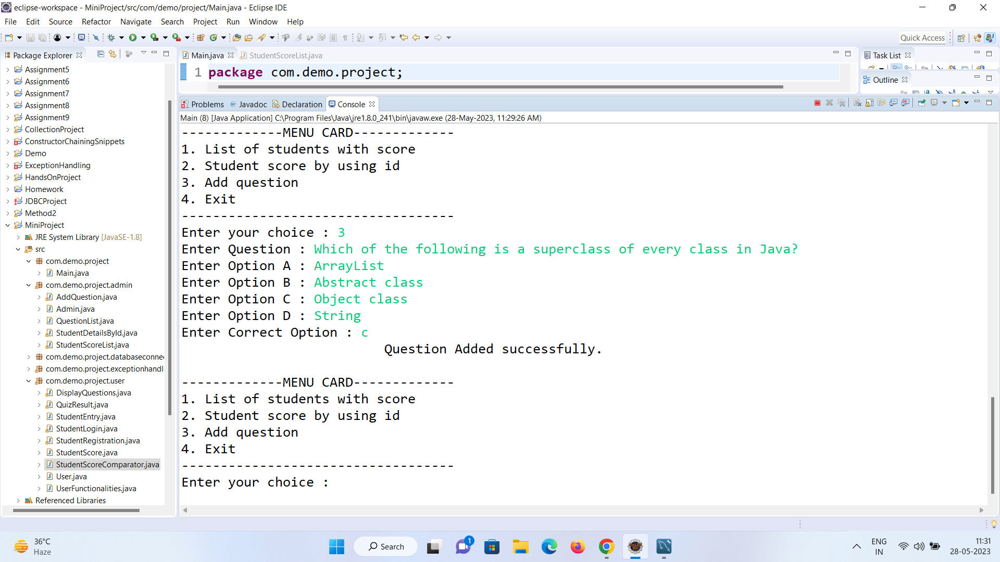 eclipse-workspace - MiniProject/src/com/demo/project/Main.java - Eclipse IDE
File Edit Source Refactor Navigate Search Project Run Window Help
Quick Access
Package Explorer
Assignment5
Assignment6
Assignment7
Assignment8
Assignment9
CollectionProject
ConstructorChainingSnippets
Demo
ExceptionHandling
HandsOnProject
Homework
JDBCProject
Method2
MiniProject
JRE System Library [JavaSE-1.8]
src
com.demo.project
Main.java
com.demo.project.admin
AddQuestion.java
Admin.java
QuestionList.java
StudentDetailsById.java
StudentScoreList.java
com.demo.project.databaseconne
com.demo.project.exceptionhandl
com.demo.project.user
DisplayQuestions.java
QuizResult.java
StudentEntry.java
StudentLogin.java
StudentRegistration.java
StudentScore.java
StudentScoreComparator.java
User.java
UserFunctionalities.java
Referenced Libraries
Main.java StudentScoreList.java
1 package com.demo.project;
Task List
Outline
Problems @ Javadoc Declaration Console
Main (8) [Java Application] C:\Program Files\Java\jre1.8.0_241\bin\javaw.exe (28-May-2023, 11:29:26 AM)
-------------MENU CARD-------------
1. List of students with score
2. Student score by using id
3. Add question
4. Exit
-----------------------------------
Enter your choice : 3
Enter Question : Which of the following is a superclass of every class in Java?
Enter Option A : ArrayList
Enter Option B : Abstract class
Enter Option C : Object class
Enter Option D : String
Enter Correct Option : c
Question Added successfully.
-------------MENU CARD-------------
1. List of students with score
2. Student score by using id
3. Add question
4. Exit
-----------------------------------
Enter your choice :
36°C
Haze
Search
1
ENG
IN
11:31
28-05-2023